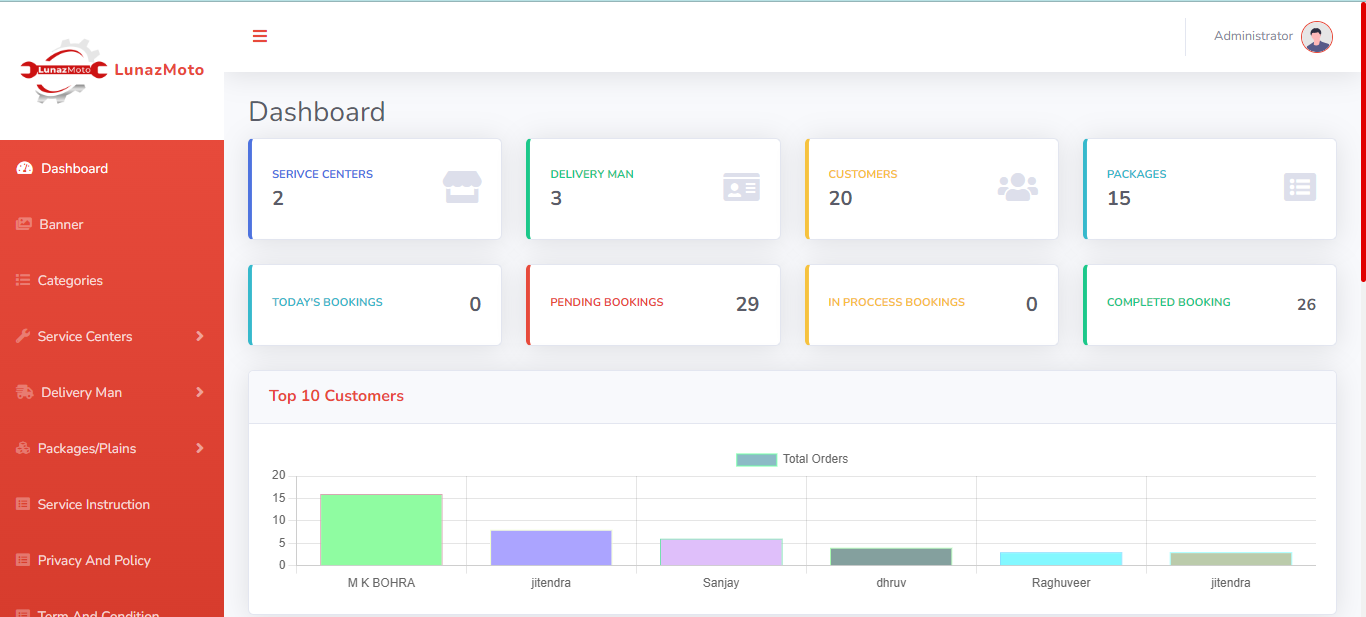 LunazMoto
LunazMoto
Administrator
Dashboard
Banner
Categories
Service Centers
Delivery Man
Packages/Plains
Service Instruction
Privacy And Policy
Term And Condition
Dashboard
SERIVCE CENTERS
2
DELIVERY MAN
3
CUSTOMERS
20
PACKAGES
15
TODAY'S BOOKINGS 0
PENDING BOOKINGS 29
IN PROCCESS BOOKINGS 0
COMPLETED BOOKING 26
Top 10 Customers
Total Orders
20
15
10
5
0
M K BOHRA jitendra Sanjay dhruv Raghuveer jitendra